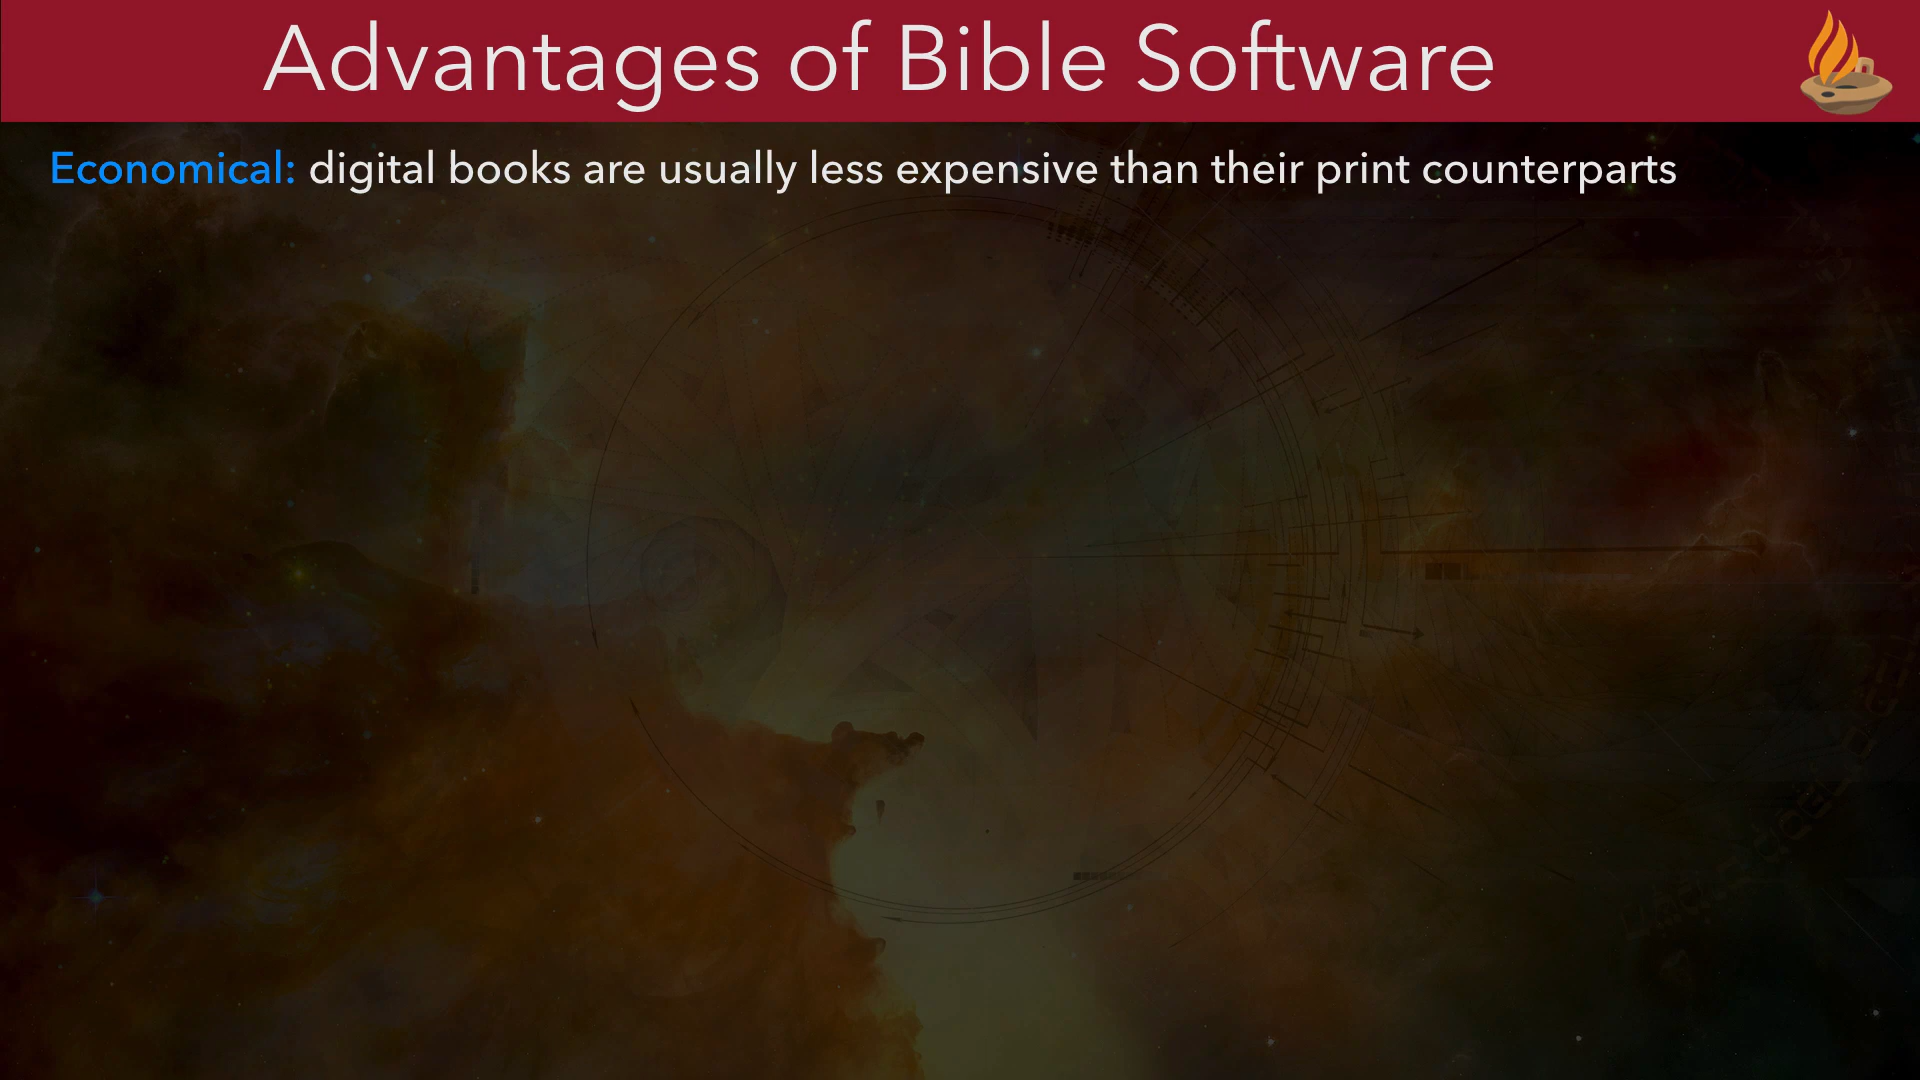 Advantages of Bible Software
Economical: digital books are usually less expensive than their print counterparts